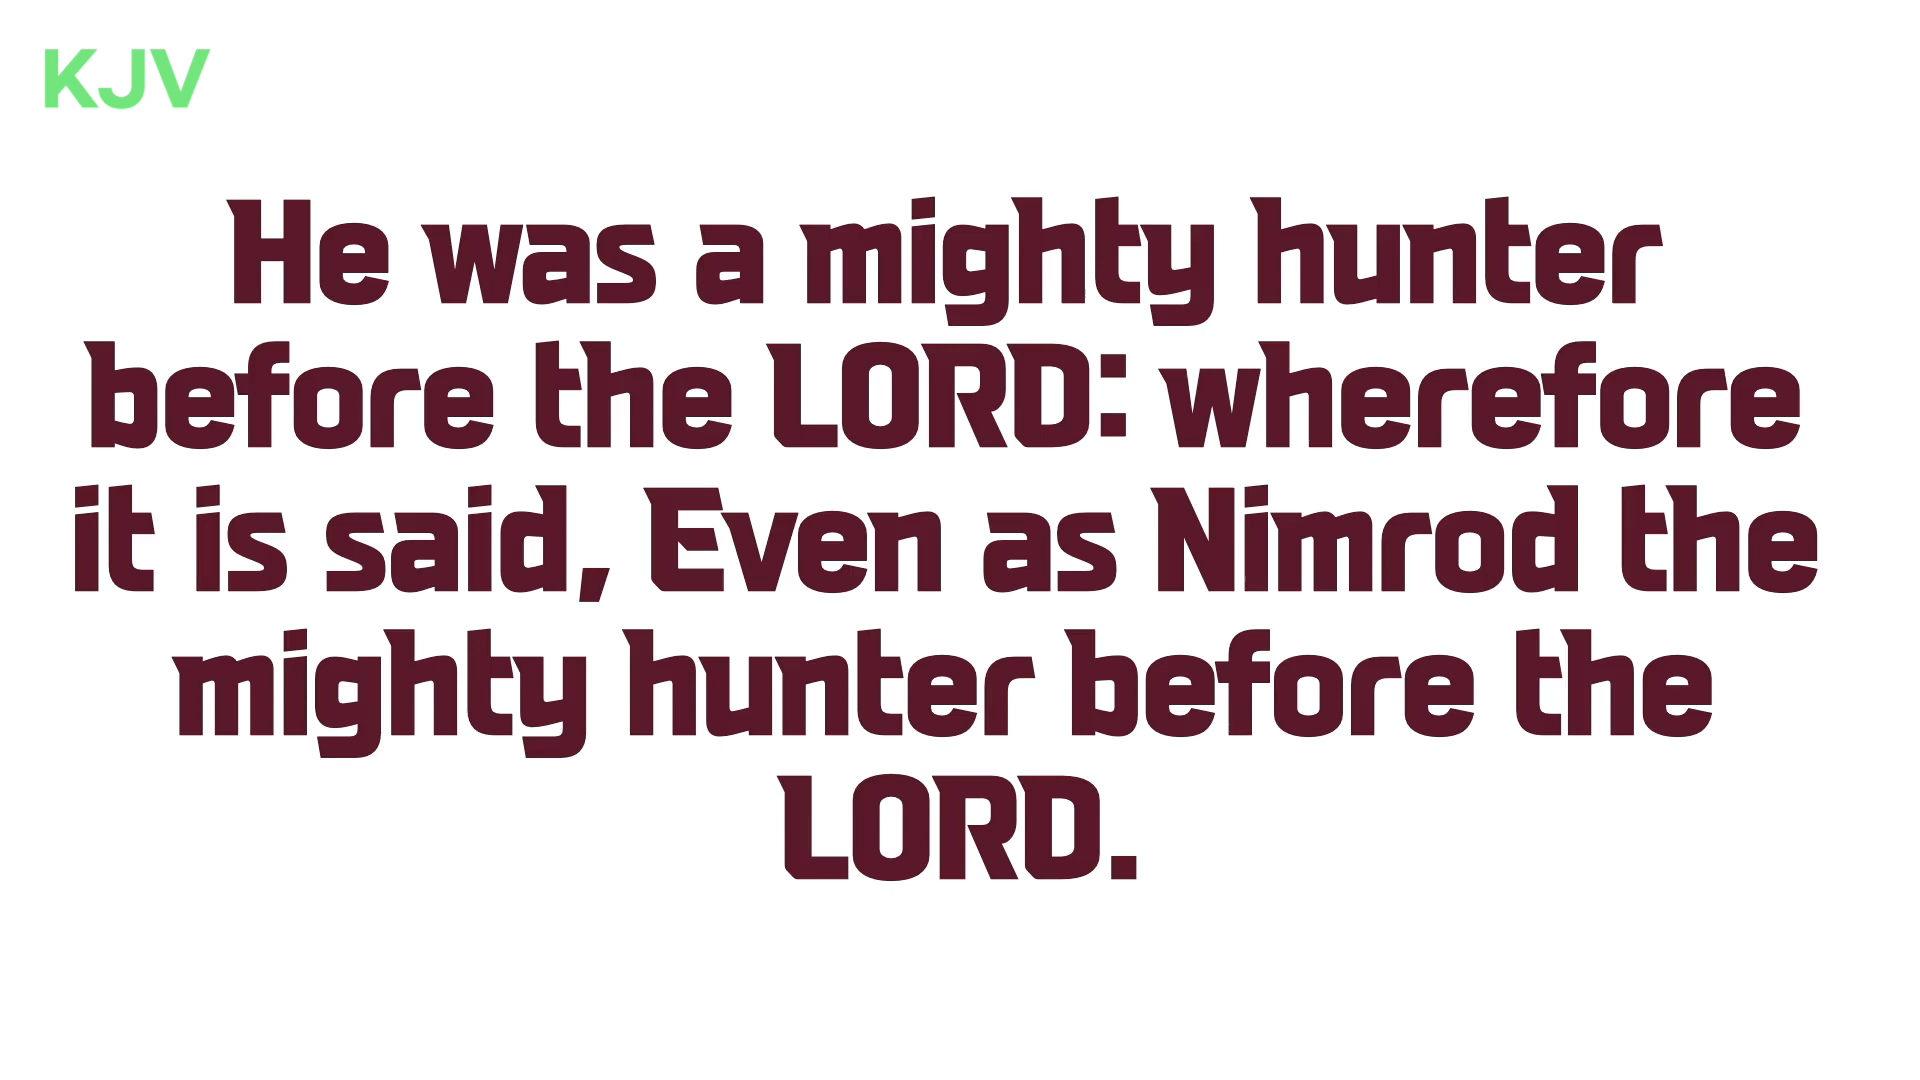 KJV
He was a mighty hunter
before the LORD: wherefore
it is said, Even as Nimrod the
mighty hunter before the
LORD.